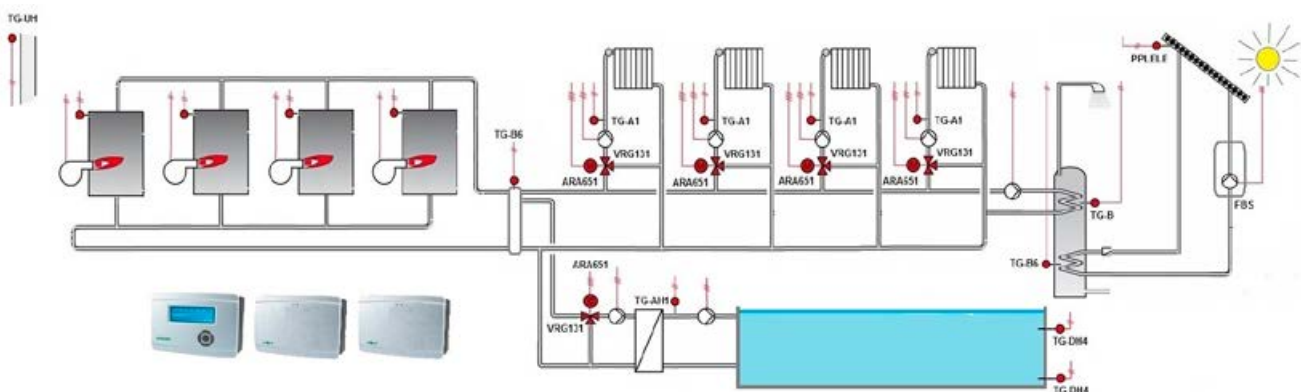 TG-UH
PPLELE
TG-A1
TG-A1
TG-A1
TG-A1
TG-B6
VRG131
VRG131
VRG131
VRG131
ARA651
ARA651
ARA651
ARA651
FBS
TG-B
TG-B6
ARA651
TG-AH1
VRG131
TG-DH4
TG-DH4